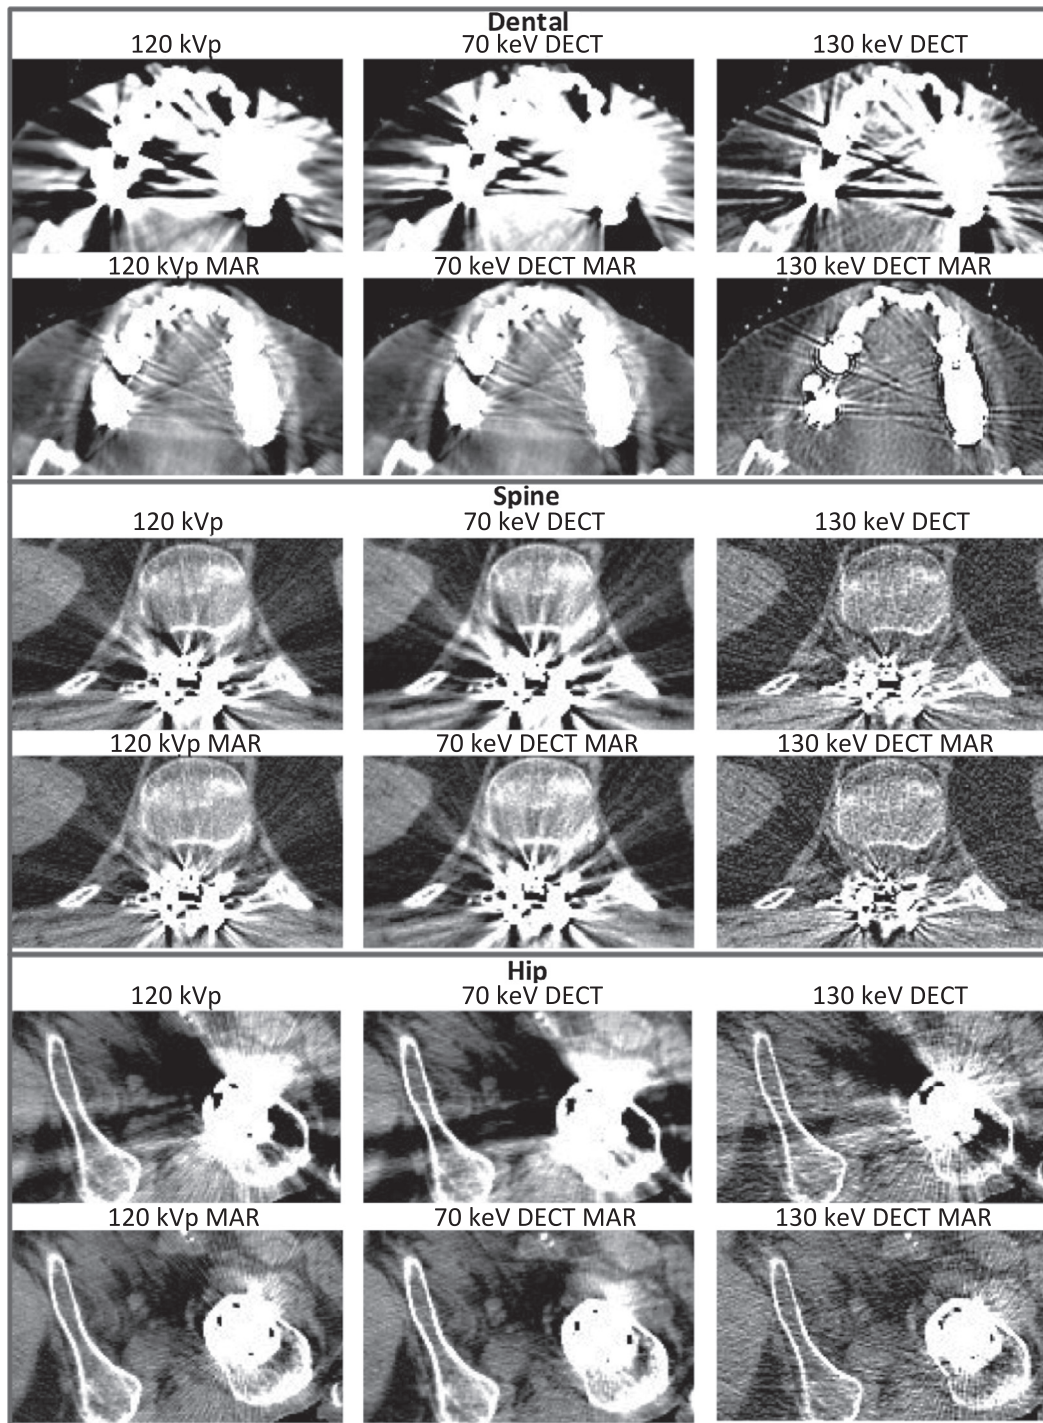 Dental
120 kVp 70 keV DECT 130 keV DECT
120 kVp MAR 70 keV DECT MAR 130 keV DECT MAR
Spine
120 kVp 70 keV DECT 130 keV DECT
120 kVp MAR 70 keV DECT MAR 130 keV DECT MAR
Hip
120 kVp 70 keV DECT 130 keV DECT
120 kVp MAR 70 keV DECT MAR 130 keV DECT MAR